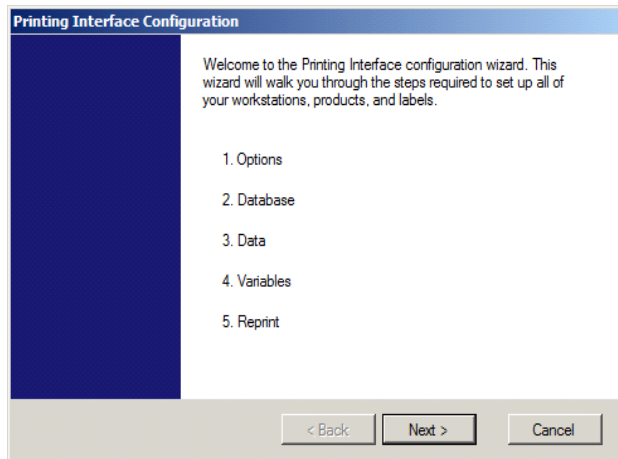 Printing Interface Configuration
Welcome to the Printing Interface configuration wizard. This
wizard will walk you through the steps required to set up all of
your workstations, products, and labels.
1. Options
2. Database
3. Data
4. Variables
5. Reprint
< Back
Next >
Cancel